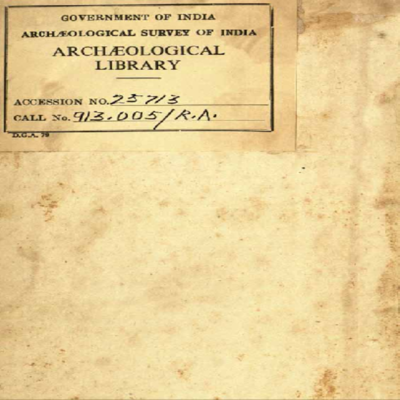 GOVERNMENT OF INDIA
ARCHÆOLOGICAL SURVEY OF INDIA
ARCHÆOLOGICAL
LIBRARY
ACCESSION NO. 25713
CALL No. 913.005/R.A.
D.G.A. 79